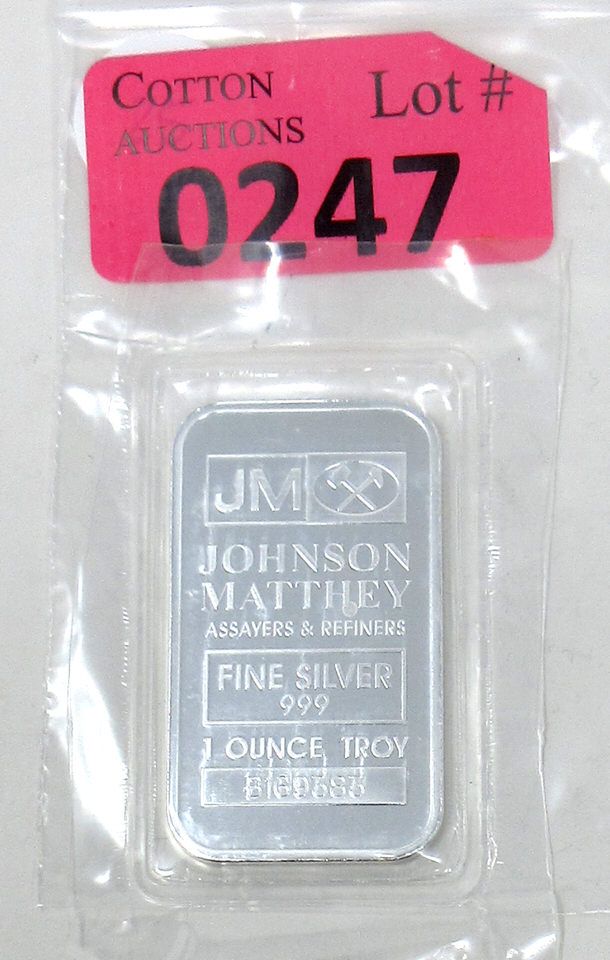 COTTON
AUCTIONS
Lot #
0247
JM
JOHNSON
MATTHEY
ASSAYERS & REFINERS
FINE SILVER
999
1 OUNCE TROY